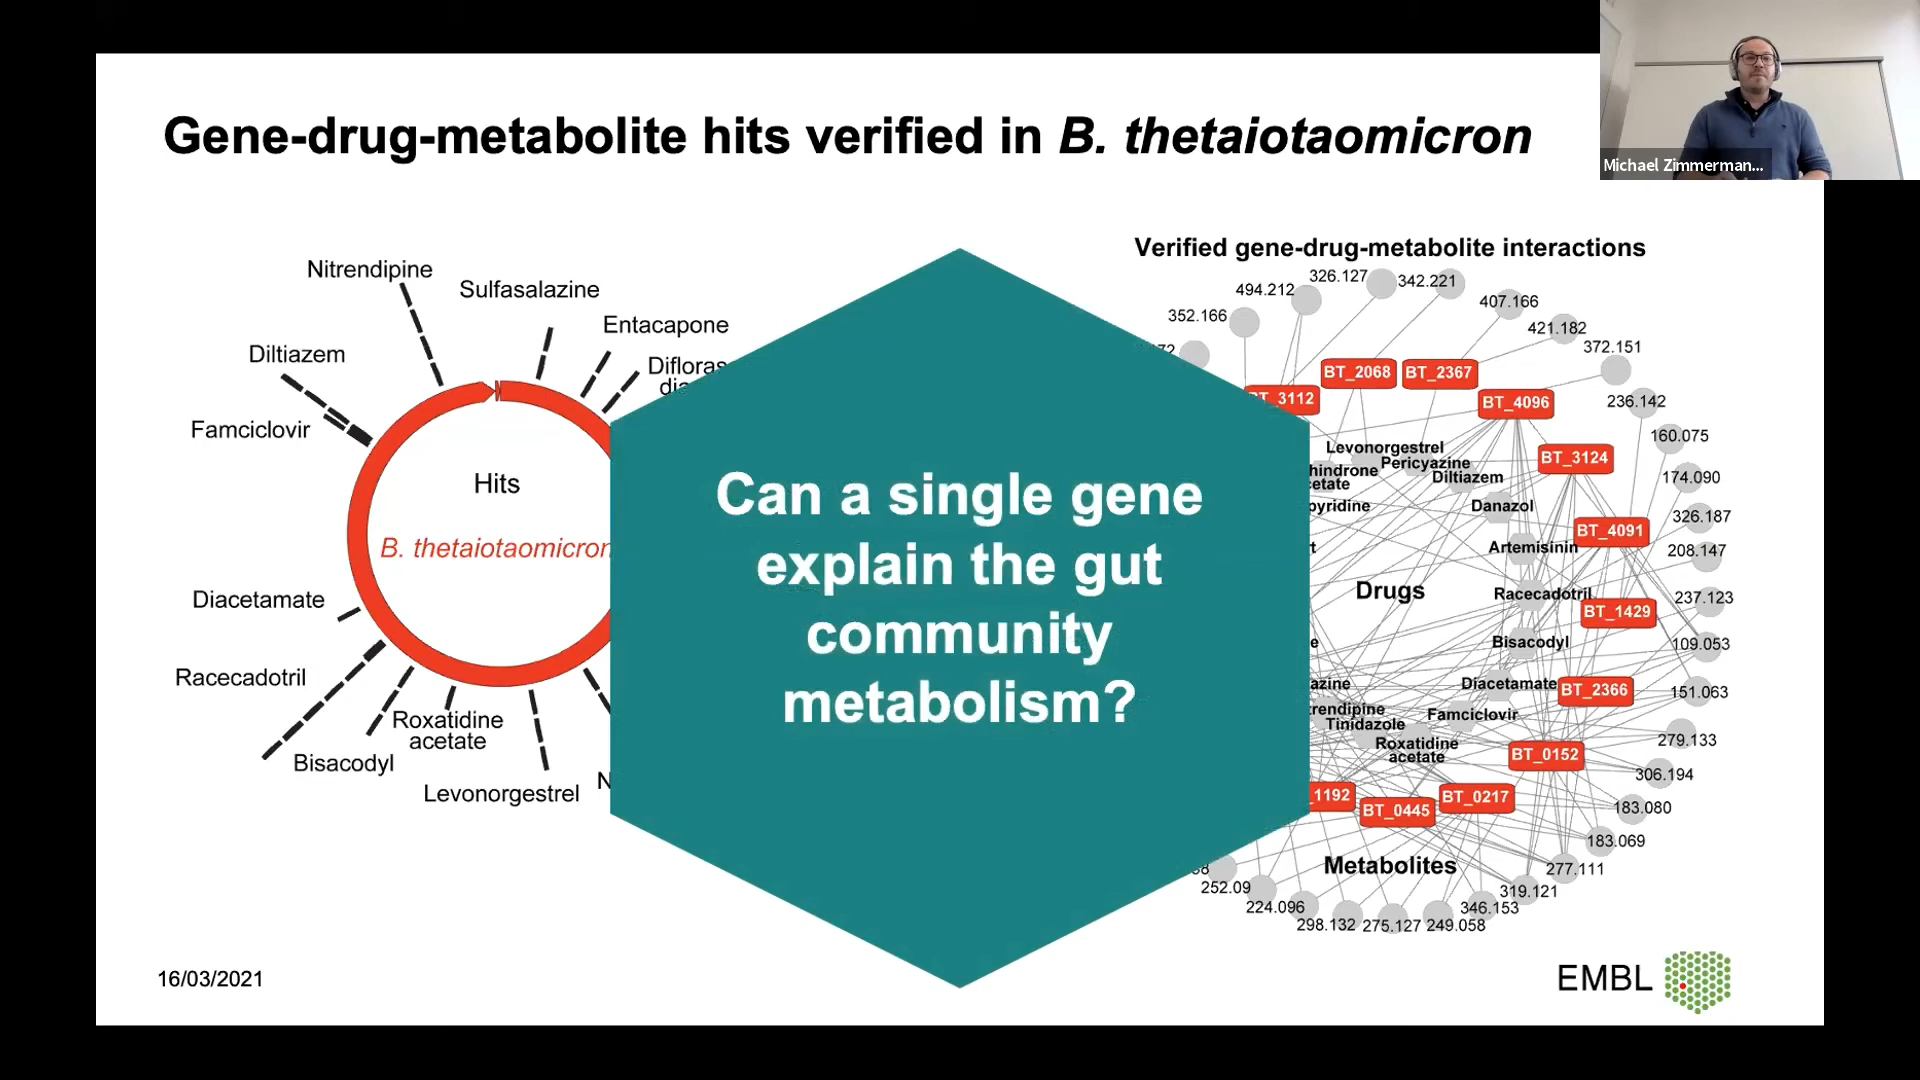 Michael Zimmerman...
Gene-drug-metabolite hits verified in B. thetaiotaomicron
Nitrendipine
Sulfasalazine
Entacapone
Difloras
Diltiazem
Famciclovir
Hits
B. thetaiotaomicron
Diacetamate
Racecadotril
Roxatidine
acetate
Bisacodyl
Levonorgestrel
N
Can a single gene
explain the gut
community
metabolism?
Verified gene-drug-metabolite interactions
326.127
342.221
494.212
407.166
352.166
421.182
372.151
236.142
160.075
174.090
326.187
208.147
237.123
109.053
151.063
279.133
306.194
183.080
183.069
277.111
319.121
346.153
249.058
275.127
298.132
224.096
252.09
BT_2068
BT_2367
_3112
BT_4096
BT_3124
BT_4091
BT_1429
BT_2366
BT_0152
BT_0217
BT_0445
_1192
Levonorgestrel
Pericyazine
hindrone
cetate
Diltiazem
pyridine
Danazol
Artemisinin
Drugs
Racecadotril
Bisacodyl
azine
Diacetamate
rendipine
Famciclovir
Tinidazole
Roxatidine
acetate
Metabolites
16/03/2021
EMBL